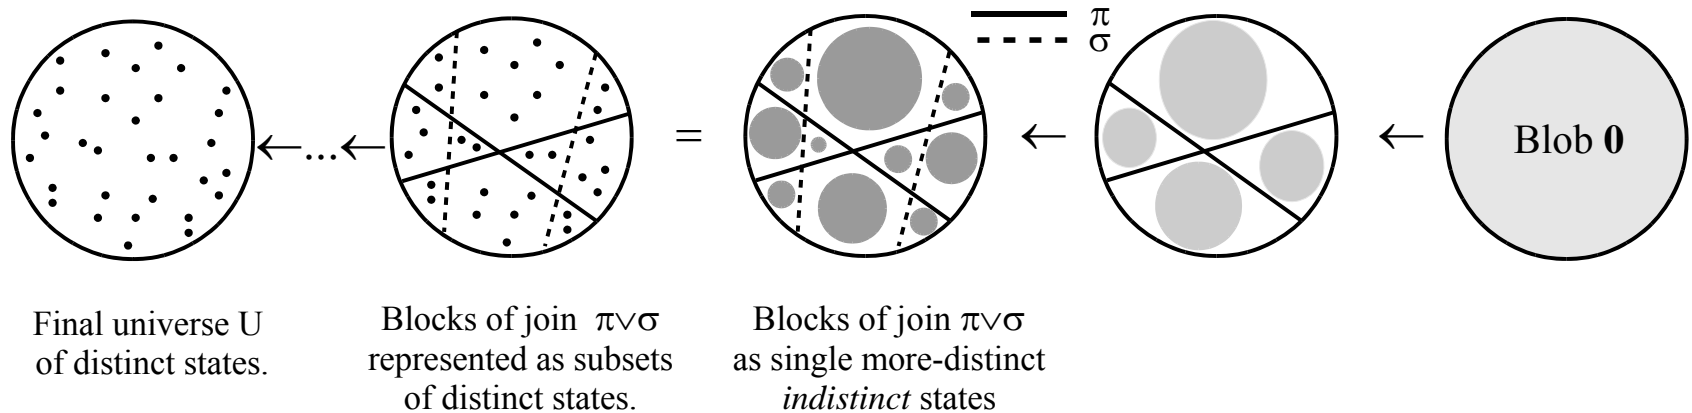 π
σ
=
Blob 0
Final universe U
of distinct states.
Blocks of join π∨σ
represented as subsets
of distinct states.
Blocks of join π∨σ
as single more-distinct
indistinct states